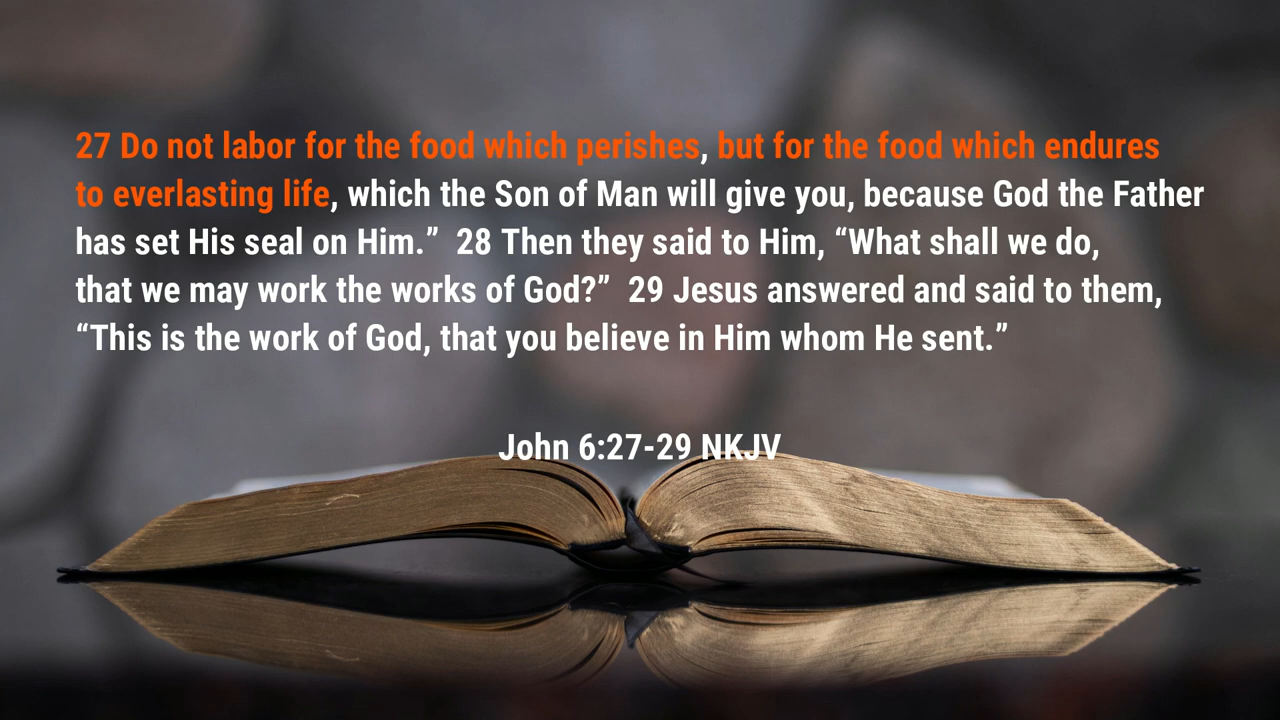 27 Do not labor for the food which perishes, but for the food which endures
to everlasting life, which the Son of Man will give you, because God the Father
has set His seal on Him.”  28 Then they said to Him, “What shall we do,
that we may work the works of God?”  29 Jesus answered and said to them,
“This is the work of God, that you believe in Him whom He sent.”
John 6:27-29 NKJV